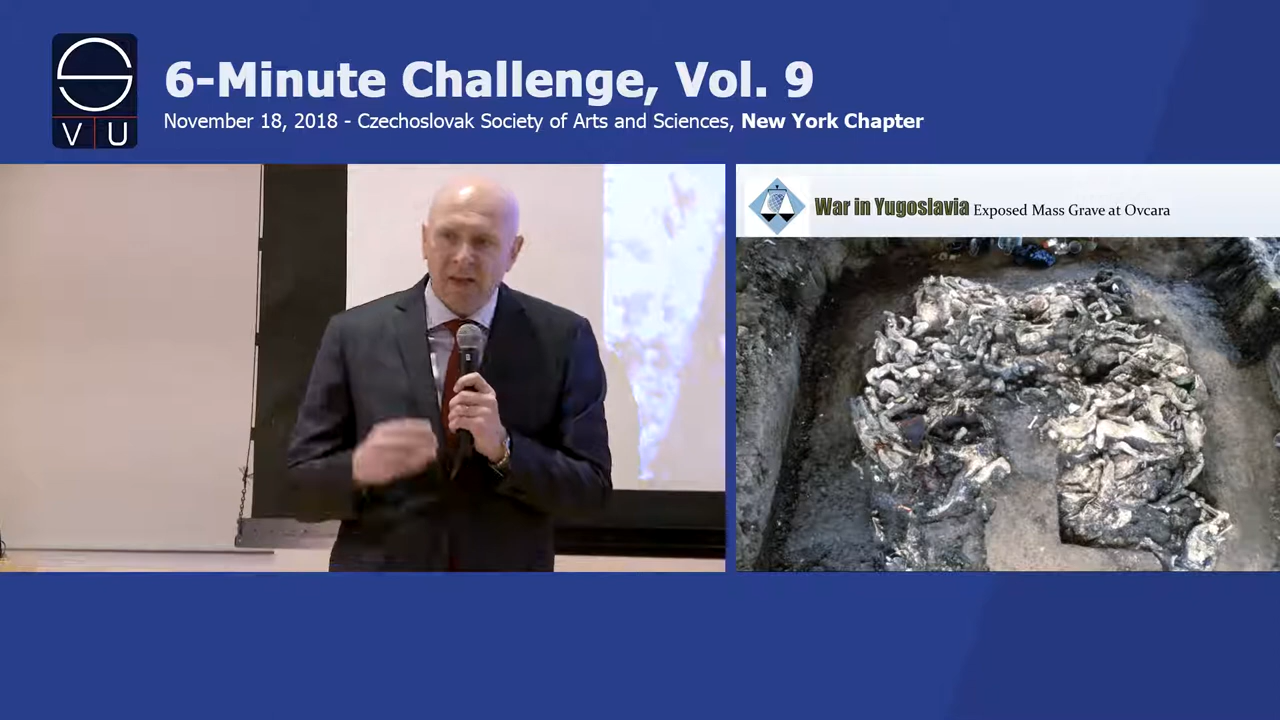 6-Minute Challenge, Vol. 9
SVU
November 18, 2018 - Czechoslovak Society of Arts and Sciences, New York Chapter
War in Yugoslavia Exposed Mass Grave at Ovcara